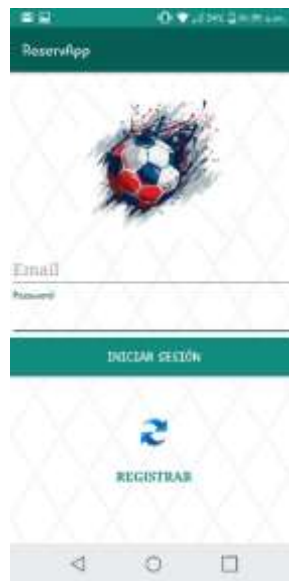 ReservApp
Email
Password
INICIAR SESIÓN
REGISTRAR